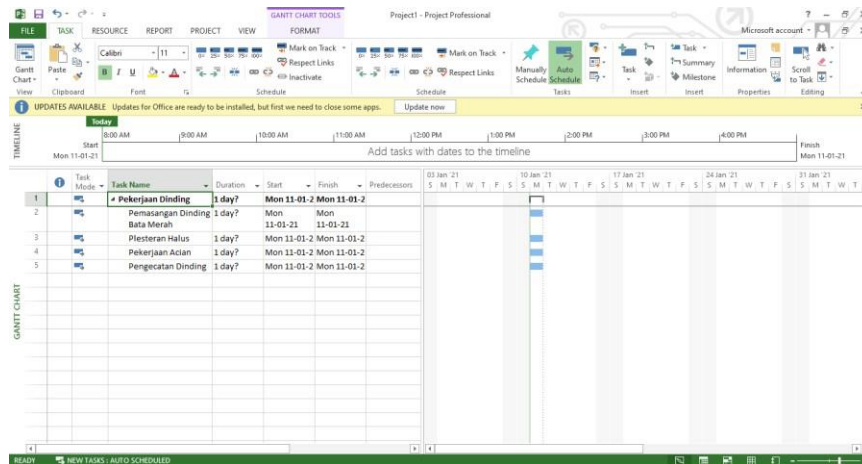 GANTT CHART TOOLS
Project1 - Project Professional
FILE TASK RESOURCE REPORT PROJECT VIEW FORMAT
Microsoft account
Gantt Chart
View
Paste
Clipboard
Calibri 11
B I U A
Font
0% 25% 50% 75% 100%
Mark on Track
Respect Links
Inactivate
Schedule
0% 25% 50% 75% 100%
Mark on Track
Respect Links
Schedule
Manually Schedule
Auto Schedule
Tasks
Task
Insert
Task
Summary
Milestone
Insert
Information
Properties
Scroll to Task
Editing
UPDATES AVAILABLE Updates for Office are ready to be installed, but first we need to close some apps. Update now
TIMELINE
Today
8:00 AM 9:00 AM 10:00 AM 11:00 AM 12:00 PM 1:00 PM 2:00 PM 3:00 PM 4:00 PM
Start
Mon 11-01-21
Add tasks with dates to the timeline
Finish
Mon 11-01-21
Task Mode Task Name Duration Start Finish Predecessors
03 Jan '21 10 Jan '21 17 Jan '21 24 Jan '21 31 Jan '21
S M T W T F S S M T W T F S S M T W T F S S M T W T F S S M T W T
1 Pekerjaan Dinding 1 day? Mon 11-01-2 Mon 11-01-2
2 Pemasangan Dinding Bata Merah 1 day? Mon 11-01-21 Mon 11-01-21
3 Plesteran Halus 1 day? Mon 11-01-2 Mon 11-01-2
4 Pekerjaan Acian 1 day? Mon 11-01-2 Mon 11-01-2
5 Pengecatan Dinding 1 day? Mon 11-01-2 Mon 11-01-2
GANTT CHART
READY NEW TASKS : AUTO SCHEDULED